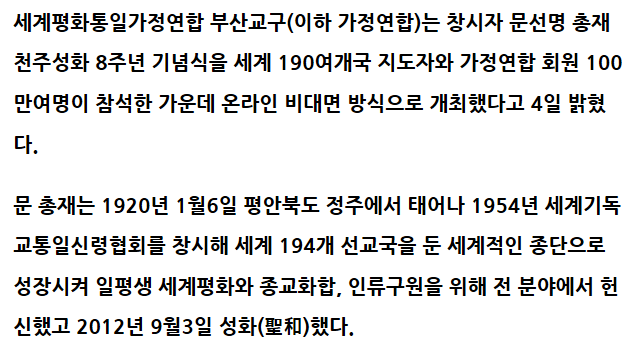 세계평화통일가정연합 부산교구(이하 가정연합)는 창시자 문선명 총재
천주성화 8주년 기념식을 세계 190여개국 지도자와 가정연합 회원 100
만여명이 참석한 가운데 온라인 비대면 방식으로 개최했다고 4일 밝혔
다.
문 총재는 1920년 1월6일 평안북도 정주에서 태어나 1954년 세계기독
교통일신령협회를 창시해 세계 194개 선교국을 둔 세계적인 종단으로
성장시켜 일평생 세계평화와 종교화합, 인류구원을 위해 전 분야에서 헌
신했고 2012년 9월3일 성화(聖和)했다.